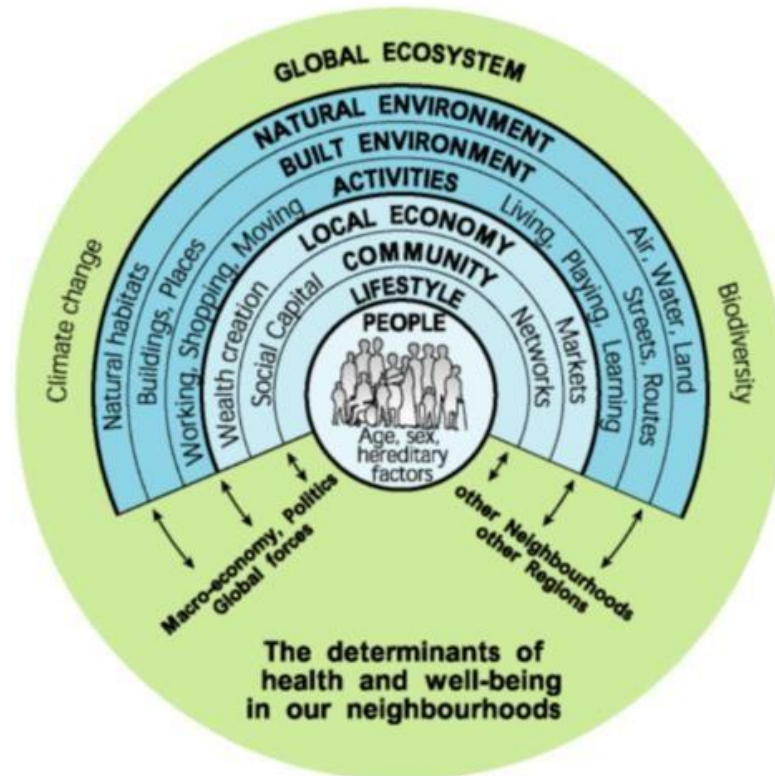 GLOBAL ECOSYSTEM
NATURAL ENVIRONMENT
BUILT ENVIRONMENT
ACTIVITIES
LOCAL ECONOMY
COMMUNITY
LIFESTYLE
PEOPLE
Age, sex,
hereditary
factors
Climate change
Natural habitats
Buildings, Places
Working, Shopping, Moving
Wealth creation
Social Capital
Networks
Markets
Living, Playing, Learning
Streets, Routes
Air, Water, Land
Biodiversity
Macro-economy, Politics
Global forces
other Neighbourhoods
other Regions
The determinants of
health and well-being
in our neighbourhoods